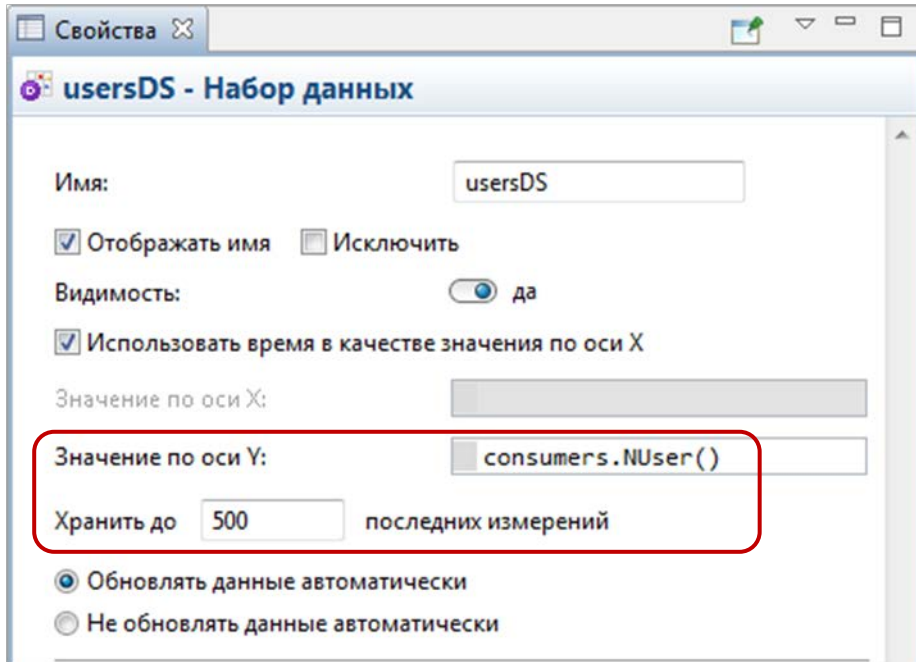 Свойства
usersDS - Набор данных
Имя: usersDS
Отображать имя Исключить
Видимость: да
Использовать время в качестве значения по оси X
Значение по оси X:
Значение по оси Y: consumers.NUser()
Хранить до 500 последних измерений
Обновлять данные автоматически
Не обновлять данные автоматически